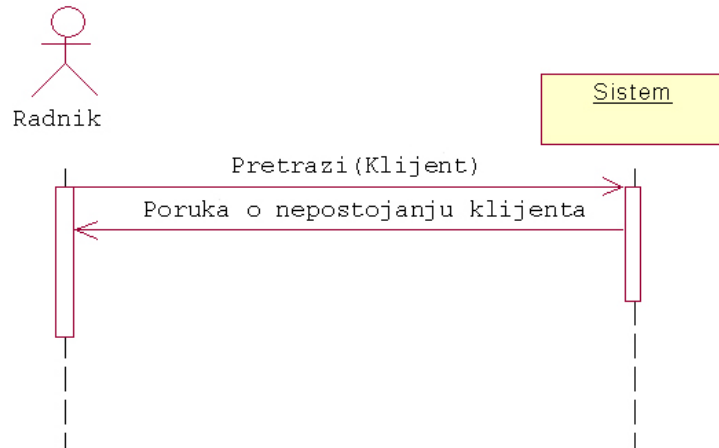 Radnik
Sistem
Pretrazi(Klijent)
Poruka o nepostojanju klijenta